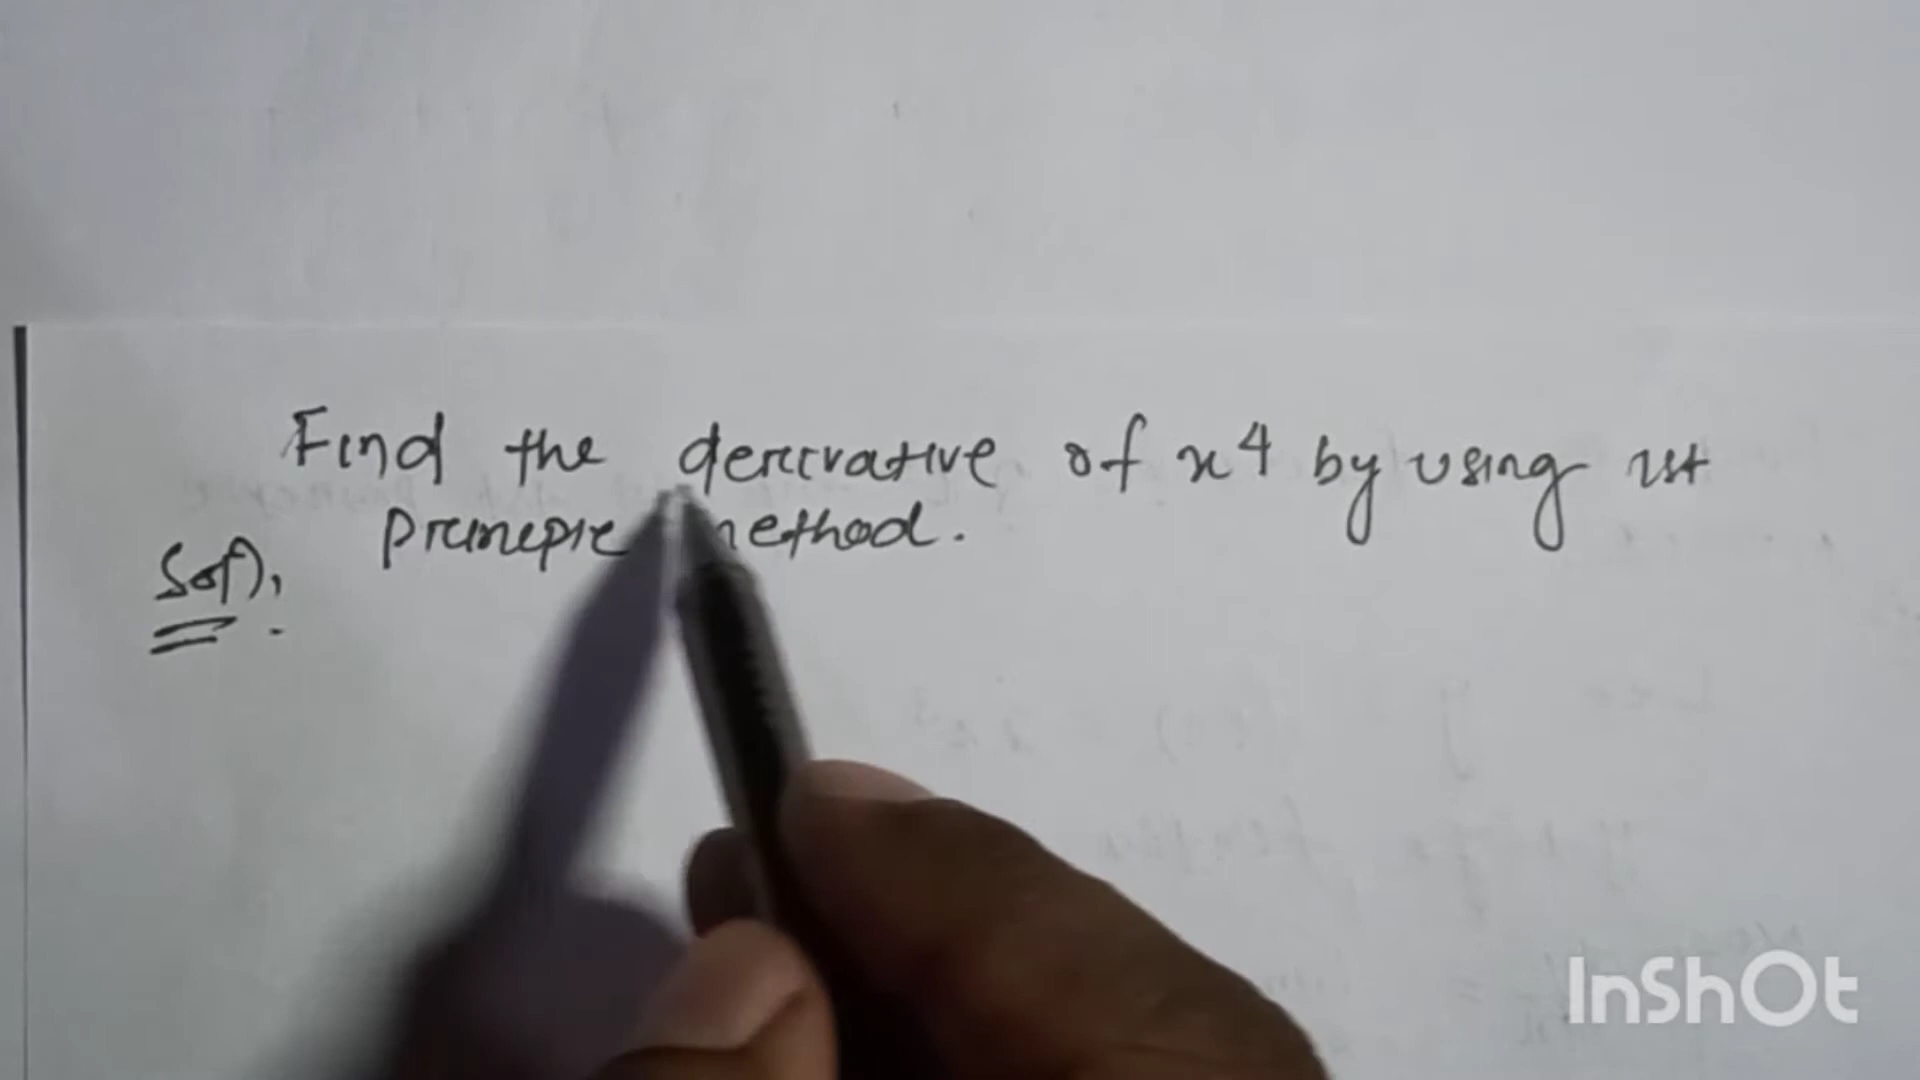 Find the derivative of x4 by using 1st
principle method.
Sol).
InShOt